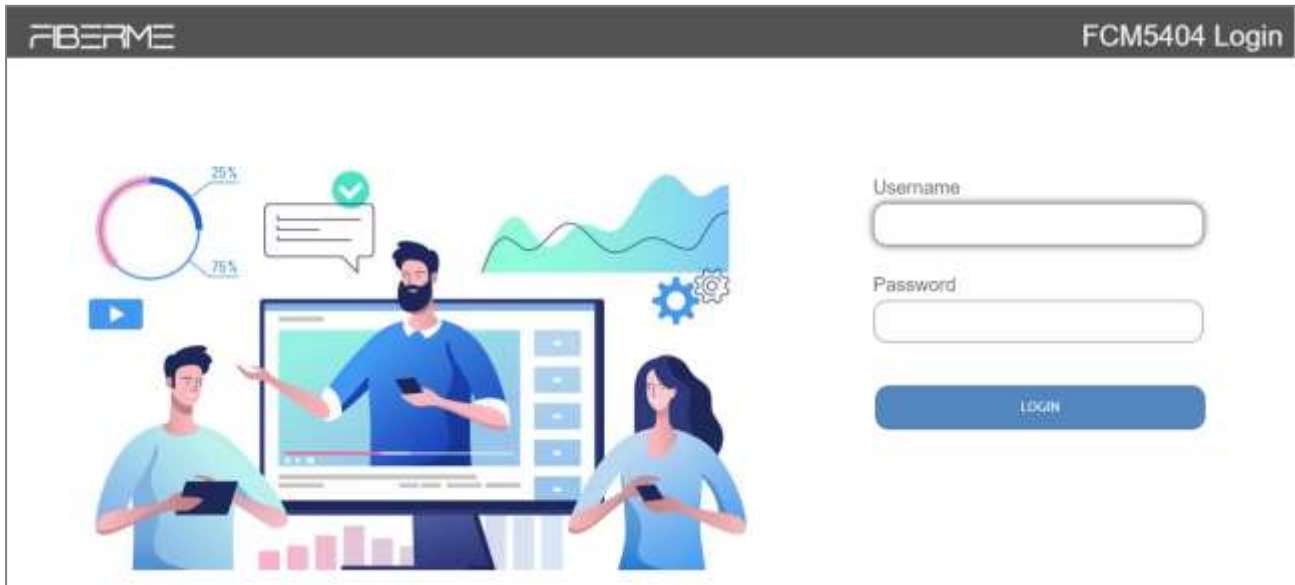 FIBERME
FCM5404 Login
25%
75%
Username
Password
LOGIN